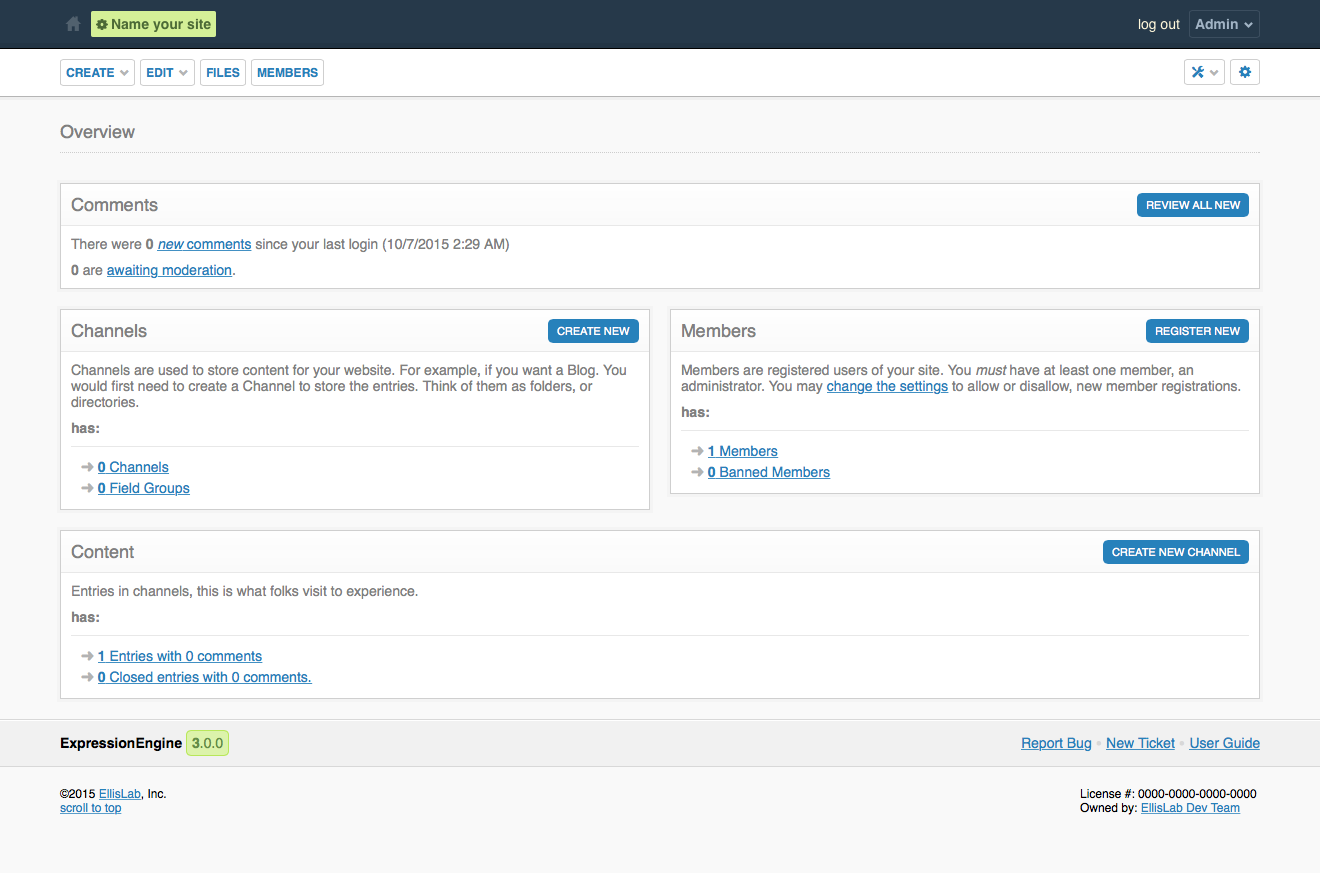 Name your site
log out
Admin
CREATE
EDIT
FILES
MEMBERS
Overview
Comments
REVIEW ALL NEW
There were 0 new comments since your last login (10/7/2015 2:29 AM)
0 are awaiting moderation.
Channels
CREATE NEW
Channels are used to store content for your website. For example, if you want a Blog. You
would first need to create a Channel to store the entries. Think of them as folders, or
directories.
has:
0 Channels
0 Field Groups
Members
REGISTER NEW
Members are registered users of your site. You must have at least one member, an
administrator. You may change the settings to allow or disallow, new member registrations.
has:
1 Members
0 Banned Members
Content
CREATE NEW CHANNEL
Entries in channels, this is what folks visit to experience.
has:
1 Entries with 0 comments
0 Closed entries with 0 comments.
ExpressionEngine 3.0.0
Report Bug • New Ticket • User Guide
©2015 EllisLab, Inc.
scroll to top
License #: 0000-0000-0000-0000
Owned by: EllisLab Dev Team